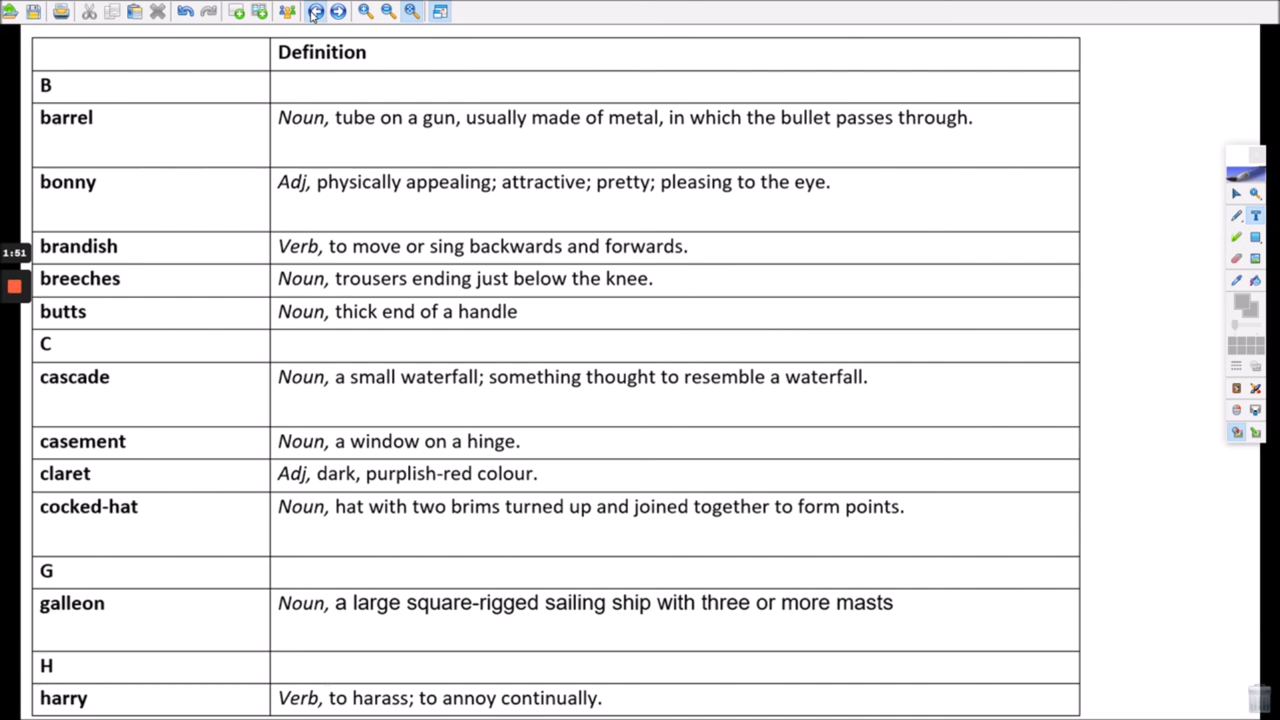 Definition
B
barrel Noun, tube on a gun, usually made of metal, in which the bullet passes through.
bonny Adj, physically appealing; attractive; pretty; pleasing to the eye.
brandish Verb, to move or sing backwards and forwards.
1:51
breeches Noun, trousers ending just below the knee.
butts Noun, thick end of a handle
C
cascade Noun, a small waterfall; something thought to resemble a waterfall.
casement Noun, a window on a hinge.
claret Adj, dark, purplish-red colour.
cocked-hat Noun, hat with two brims turned up and joined together to form points.
G
galleon Noun, a large square-rigged sailing ship with three or more masts
H
harry Verb, to harass; to annoy continually.